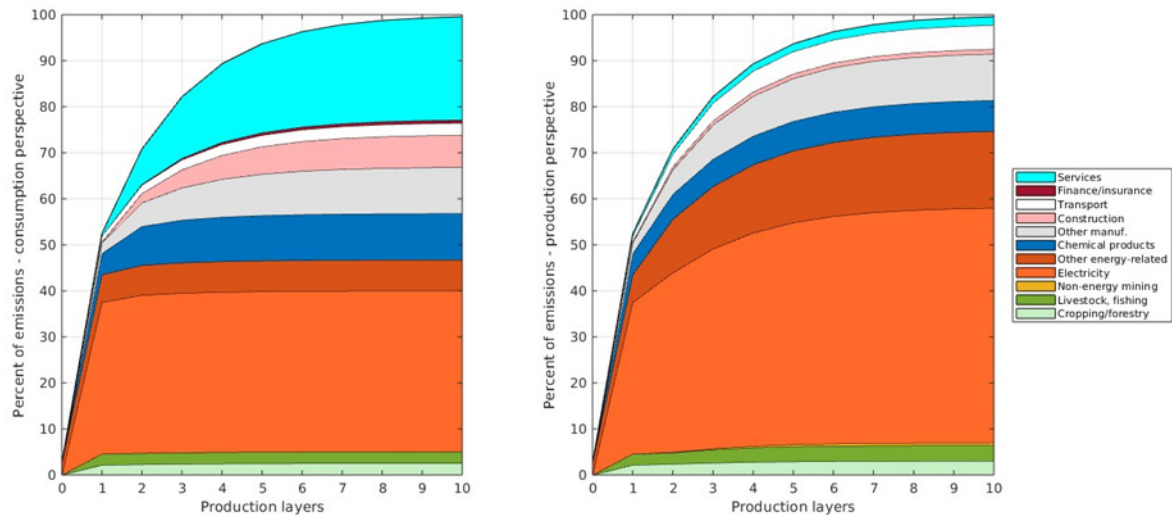 Percent of emissions - consumption perspective
100
90
80
70
60
50
40
30
20
10
0
0 1 2 3 4 5 6 7 8 9 10
Production layers
Percent of emissions - production perspective
100
90
80
70
60
50
40
30
20
10
0
0 1 2 3 4 5 6 7 8 9 10
Production layers
Services
Finance/insurance
Transport
Construction
Other manuf.
Chemical products
Other energy-related
Electricity
Non-energy mining
Livestock, fishing
Cropping/forestry